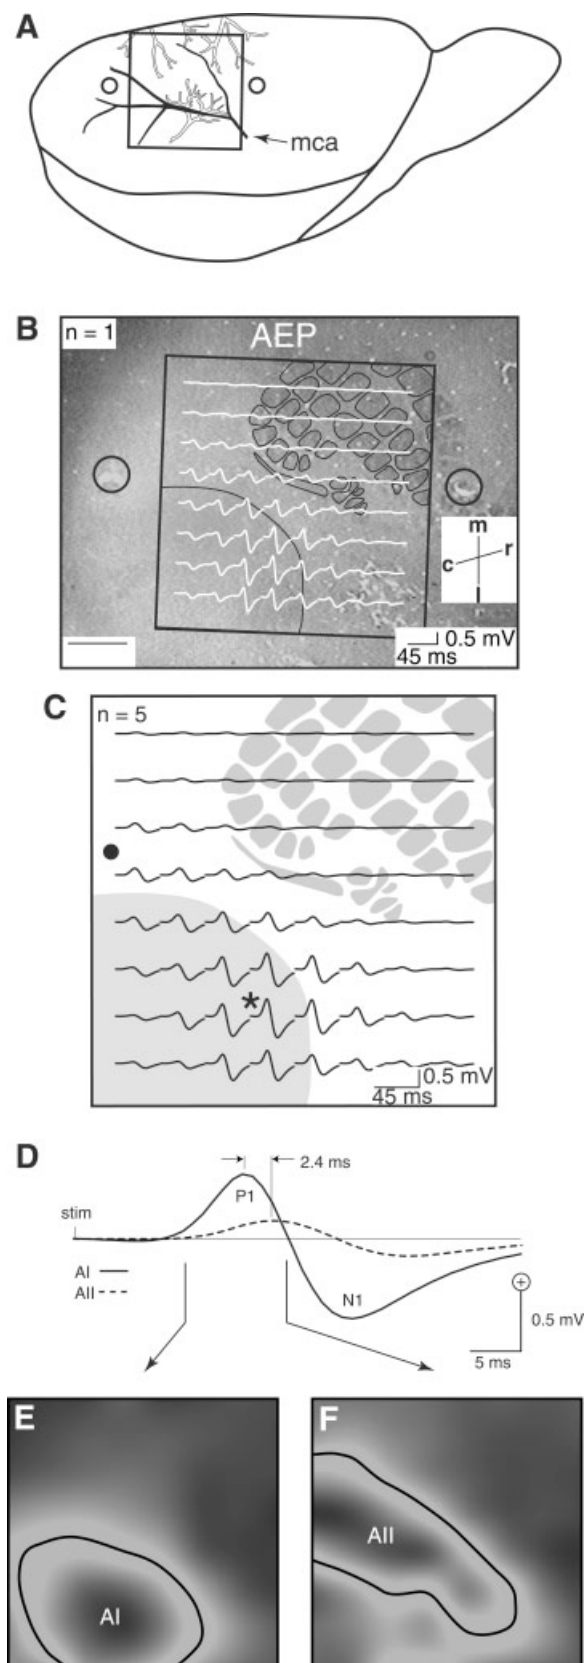 A
mca
B
n = 1
AEP
m
c
r
l
0.5 mV
45 ms
C
n = 5
*
0.5 mV
45 ms
D
2.4 ms
P1
stim
AI
AII
N1
+
0.5 mV
5 ms
E
F
AI
AII